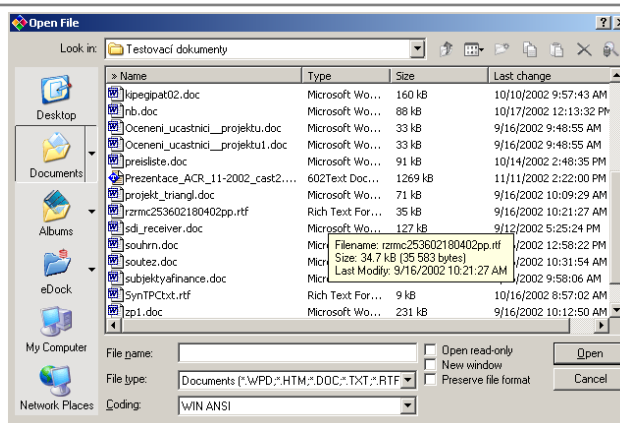 Open File
Look in: Testovací dokumenty
» Name Type Size Last change
kipegipat02.doc Microsoft Wo... 160 kB 10/10/2002 9:57:43 AM
nb.doc Microsoft Wo... 88 kB 10/17/2002 12:13:32 PM
Oceneni_ucastnici__projektu.doc Microsoft Wo... 33 kB 9/16/2002 9:48:55 AM
Oceneni_ucastnici__projektu1.doc Microsoft Wo... 33 kB 9/16/2002 9:48:55 AM
preisliste.doc Microsoft Wo... 91 kB 10/14/2002 2:48:35 PM
Prezentace_ACR_11-2002_cast2.... 602Text Doc... 1269 kB 11/11/2002 2:22:00 PM
projekt_triangl.doc Microsoft Wo... 71 kB 9/16/2002 10:09:29 AM
rzrmc253602180402pp.rtf Rich Text For... 35 kB 9/16/2002 10:21:27 AM
sdi_receiver.doc Microsoft Wo... 127 kB 9/12/2002 5:25:24 PM
souhrn.doc Micr /2002 12:58:22 PM
soutez.doc Micr /2002 10:31:54 AM
subjektyafinance.doc Micr 2002 9:58:06 AM
SynTPCtxt.rtf Rich Text For... 9 kB 10/16/2002 8:57:02 AM
zp1.doc Microsoft Wo... 231 kB 9/16/2002 10:12:50 AM
Filename: rzrmc253602180402pp.rtf
Size: 34.7 kB (35 583 bytes)
Last Modify: 9/16/2002 10:21:27 AM
Desktop
Documents
Albums
eDock
My Computer
Network Places
File name:
File type: Documents (*.WPD;*.HTM;*.DOC;*.TXT;*.RTF
Coding: WIN ANSI
Open read-only
New window
Preserve file format
Open
Cancel